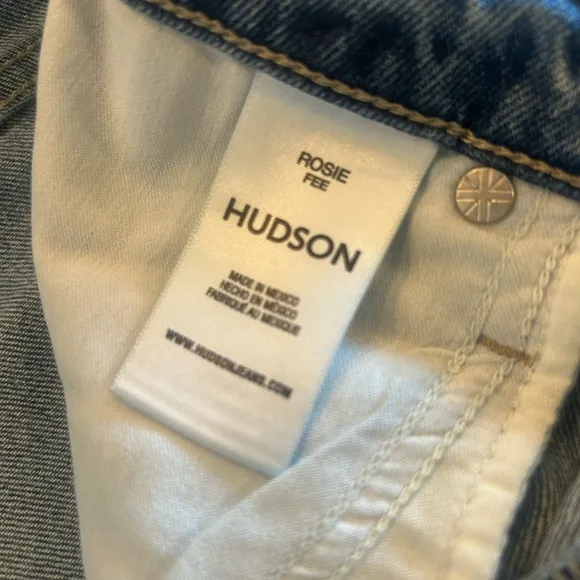 ROSIE
FEE
HUDSON
MADE IN MEXICO
HECHO EN MÉXICO
FABRIQUÉ AU MEXIQUE
WWW.HUDSONJEANS.COM